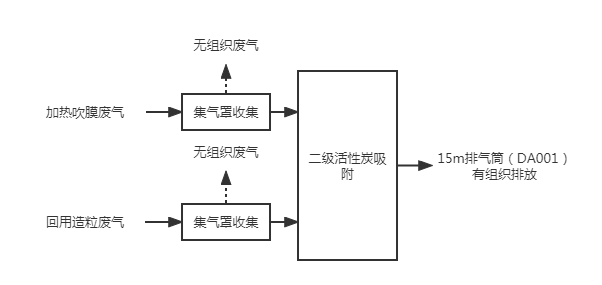 无组织废气
加热吹膜废气
集气罩收集
无组织废气
二级活性炭吸
附
15m排气筒（DA001）
有组织排放
回用造粒废气
集气罩收集